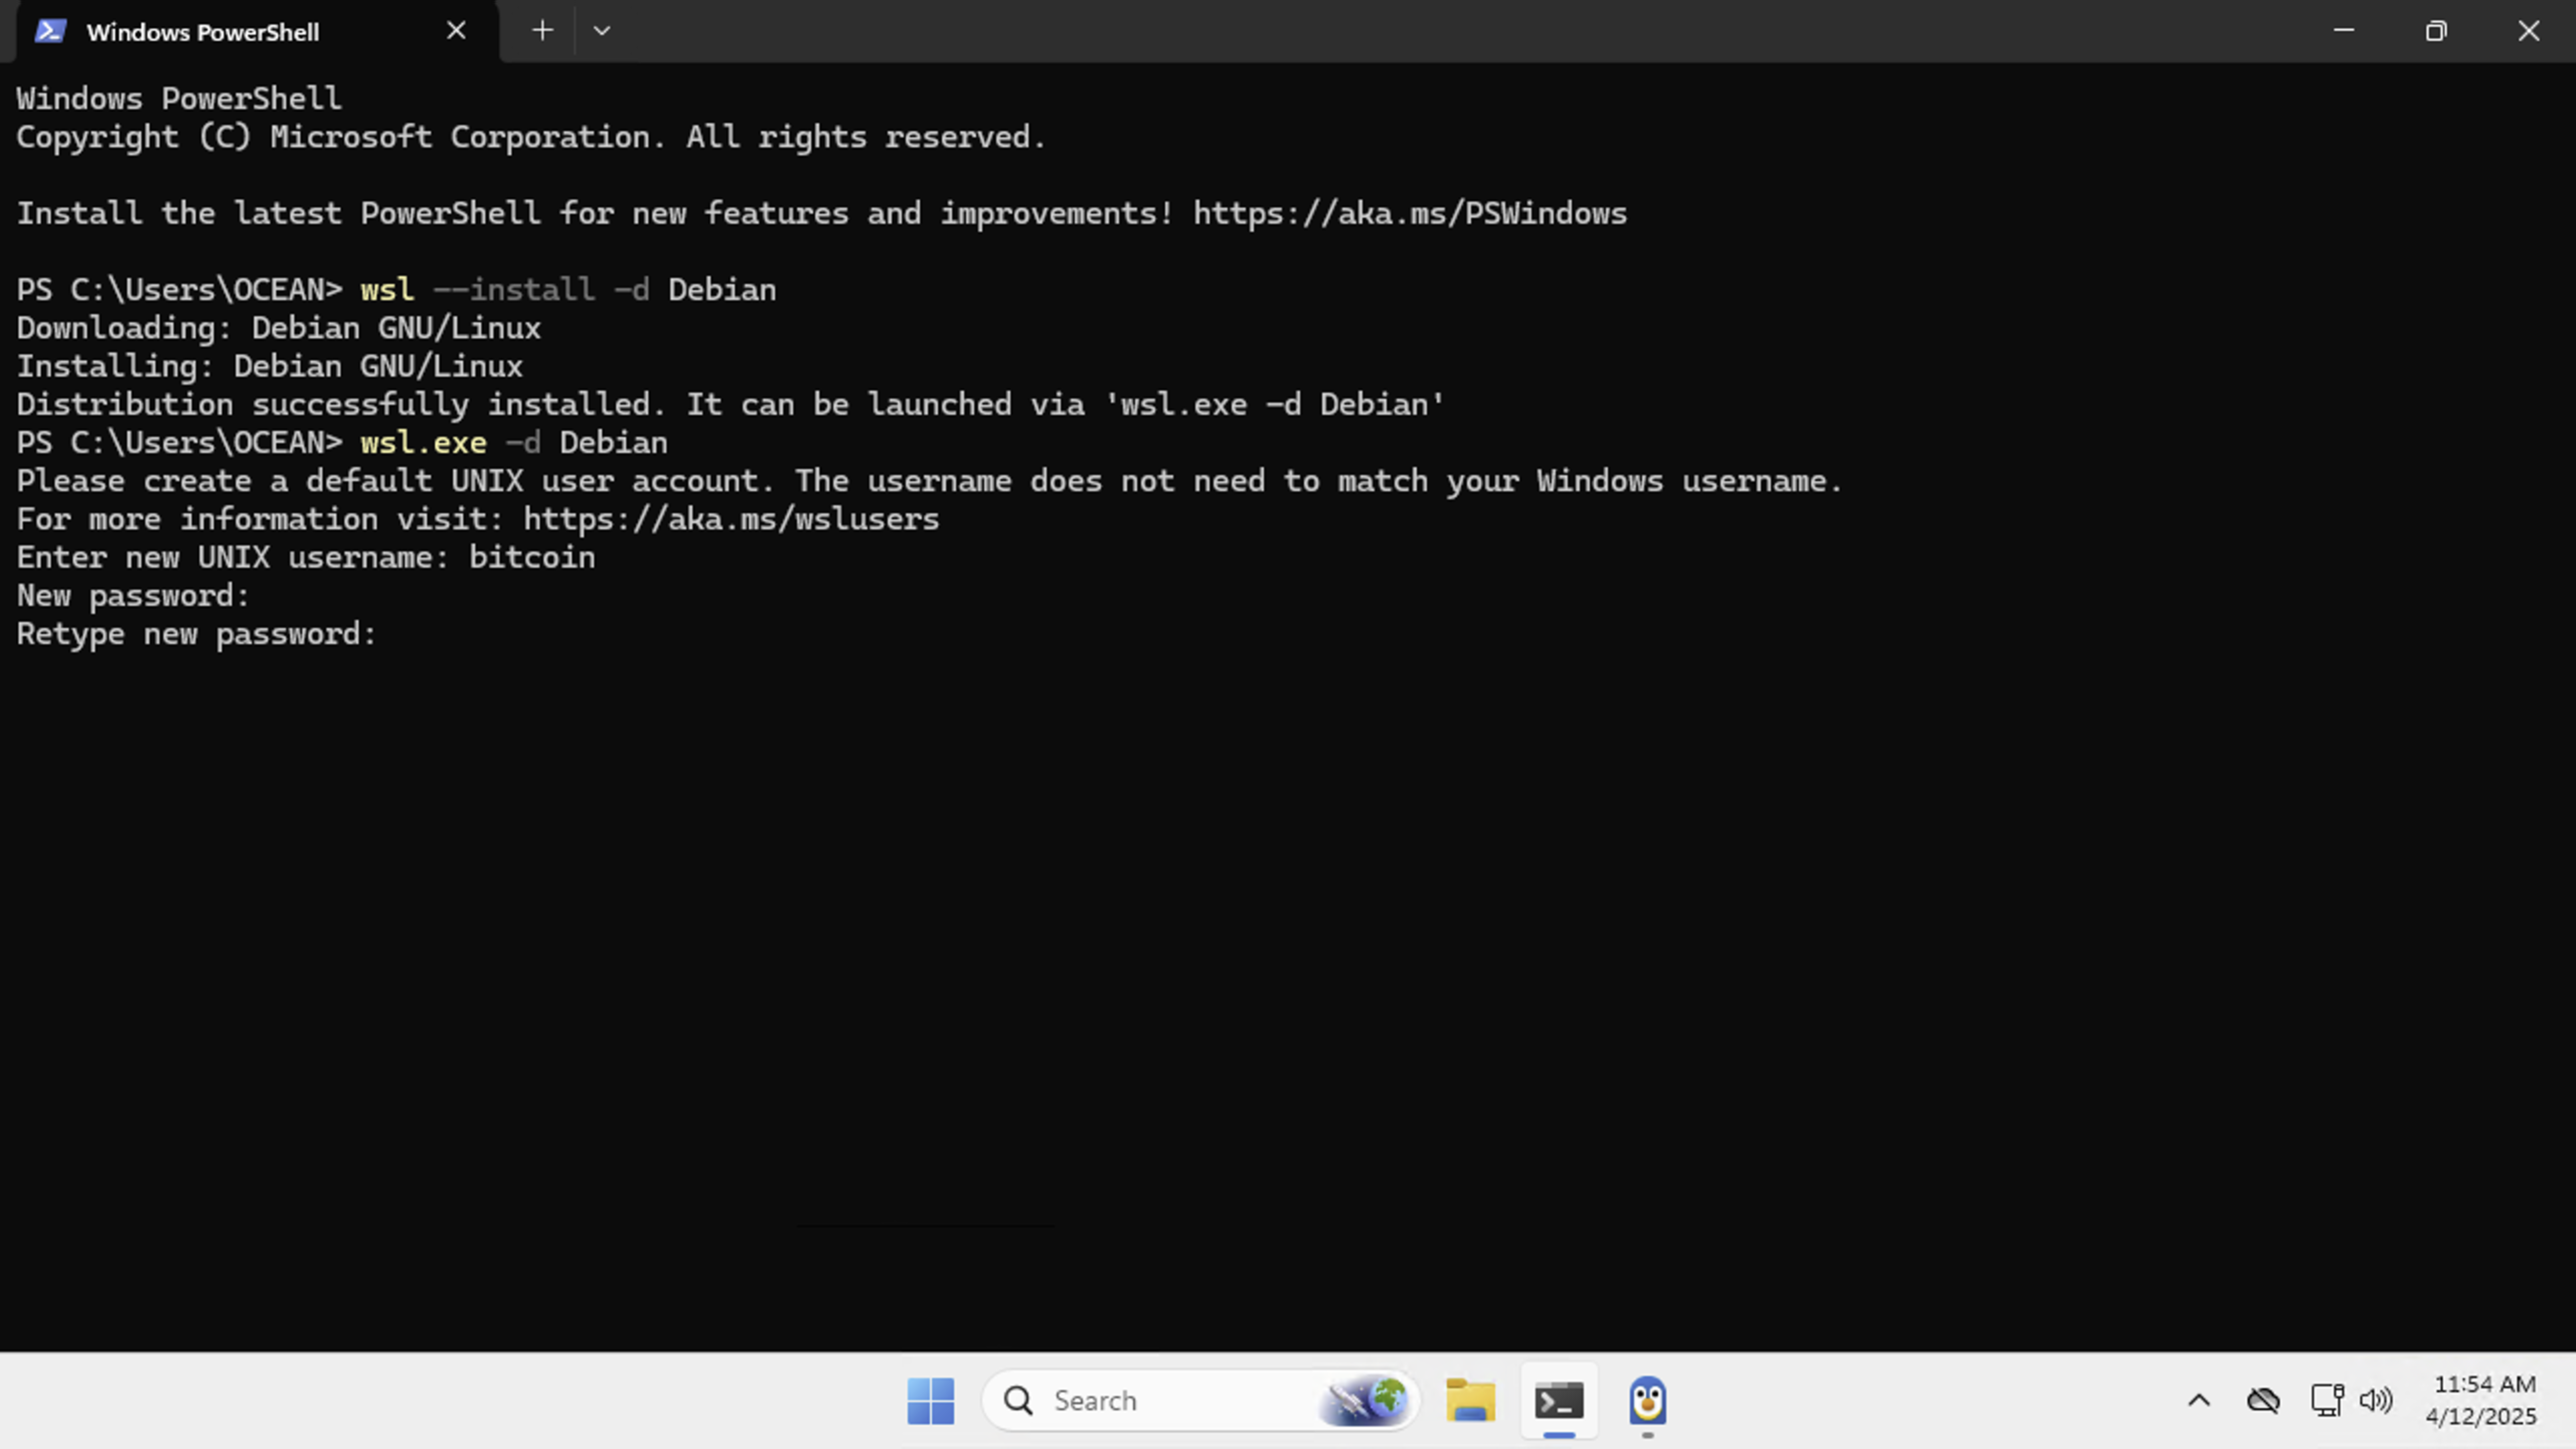 Windows PowerShell
Windows PowerShell
Copyright (C) Microsoft Corporation. All rights reserved.
Install the latest PowerShell for new features and improvements! https://aka.ms/PSWindows
PS C:\Users\OCEAN> wsl --install -d Debian
Downloading: Debian GNU/Linux
Installing: Debian GNU/Linux
Distribution successfully installed. It can be launched via 'wsl.exe -d Debian'
PS C:\Users\OCEAN> wsl.exe -d Debian
Please create a default UNIX user account. The username does not need to match your Windows username.
For more information visit: https://aka.ms/wslusers
Enter new UNIX username: bitcoin
New password:
Retype new password:
Search
11:54 AM
4/12/2025